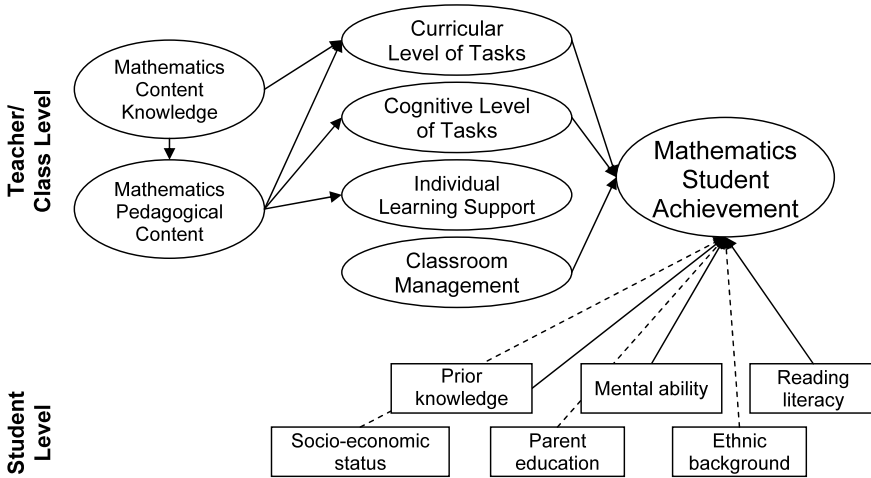 Teacher/
Class Level
Mathematics
Content
Knowledge
Mathematics
Pedagogical
Content
Curricular
Level of Tasks
Cognitive Level
of Tasks
Individual
Learning Support
Classroom
Management
Mathematics
Student
Achievement
Student
Level
Prior
knowledge
Mental ability
Reading
literacy
Socio-economic
status
Parent
education
Ethnic
background